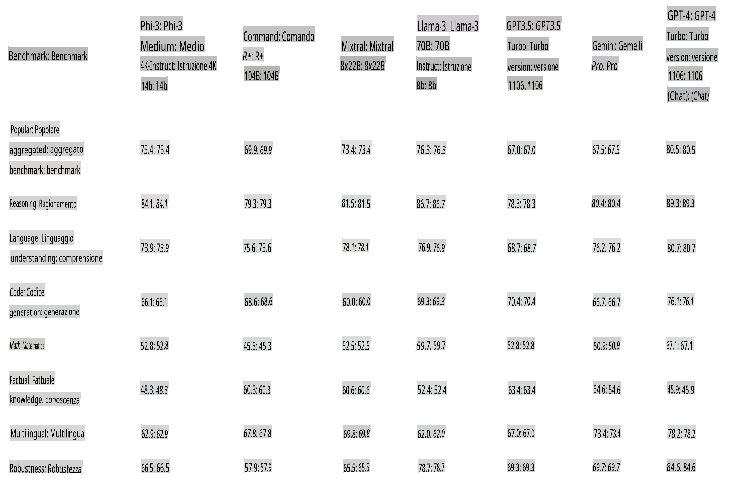 Benchmark: Benchmark
Phi-3: Phi-3
Medium: Medio
4K-Instruct: Istruzione 4K
14b: 14b
Command: Comando
R+: R+
104B: 104B
Mixtral: Mixtral
8x22B: 8x22B
Llama-3: Llama-3
70B: 70B
Instruct: Istruzione
8b: 8b
GPT3.5: GPT3.5
Turbo: Turbo
version: versione
1106: 1106
Gemini: Gemelli
Pro: Pro
GPT-4: GPT-4
Turbo: Turbo
version: versione
1106: 1106
(Chat): (Chat)
Popular: Popolare
aggregated: aggregato
benchmark: benchmark
75.4: 75.4
69.9: 69.9
73.4: 73.4
76.3: 76.3
67.0: 67.0
67.5: 67.5
80.5: 80.5
Reasoning: Ragionamento
84.1: 84.1
79.3: 79.3
81.5: 81.5
86.7: 86.7
78.3: 78.3
80.4: 80.4
89.3: 89.3
Language: Linguaggio
understanding: comprensione
73.9: 73.9
75.6: 75.6
78.1: 78.1
76.9: 76.9
68.7: 68.7
76.2: 76.2
80.7: 80.7
Code: Codice
generation: generazione
66.1: 66.1
68.6: 68.6
60.0: 60.0
69.3: 69.3
70.4: 70.4
66.7: 66.7
76.1: 76.1
Math: Matematica
52.8: 52.8
45.3: 45.3
52.5: 52.5
59.7: 59.7
52.8: 52.8
50.9: 50.9
67.1: 67.1
Factual: Fattuale
knowledge: conoscenza
48.3: 48.3
60.3: 60.3
60.6: 60.6
52.4: 52.4
63.4: 63.4
54.6: 54.6
45.9: 45.9
Multilingual: Multilingua
62.9: 62.9
67.8: 67.8
69.8: 69.8
62.0: 62.0
67.0: 67.0
73.4: 73.4
78.2: 78.2
Robustness: Robustezza
66.5: 66.5
57.9: 57.9
65.5: 65.5
78.7: 78.7
69.3: 69.3
69.7: 69.7
84.6: 84.6